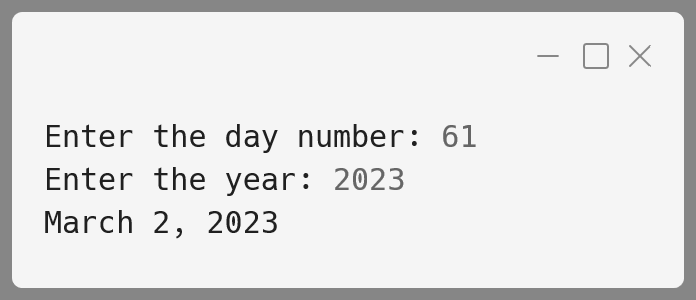 Enter the day number: 61
Enter the year: 2023
March 2, 2023